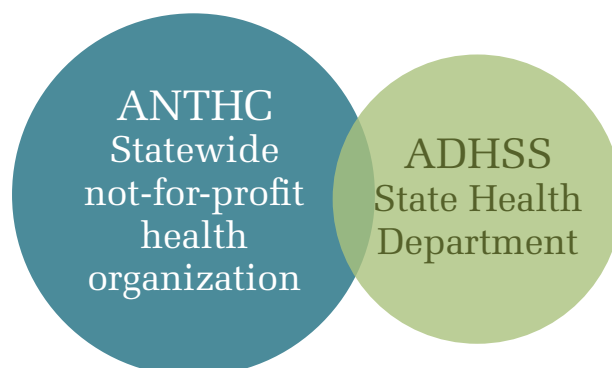 ANTHC
Statewide
not-for-profit
health
organization
ADHSS
State Health
Department